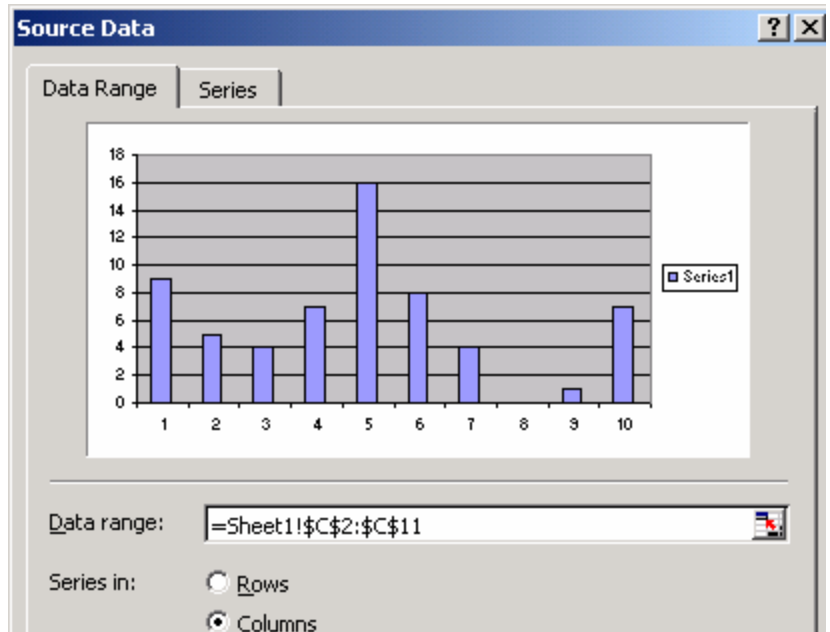 Source Data
Data Range Series
18
16
14
12
10
8
6
4
2
0
Series1
1 2 3 4 5 6 7 8 9 10
Data range: =Sheet1!$C$2:$C$11
Series in: Rows
Columns